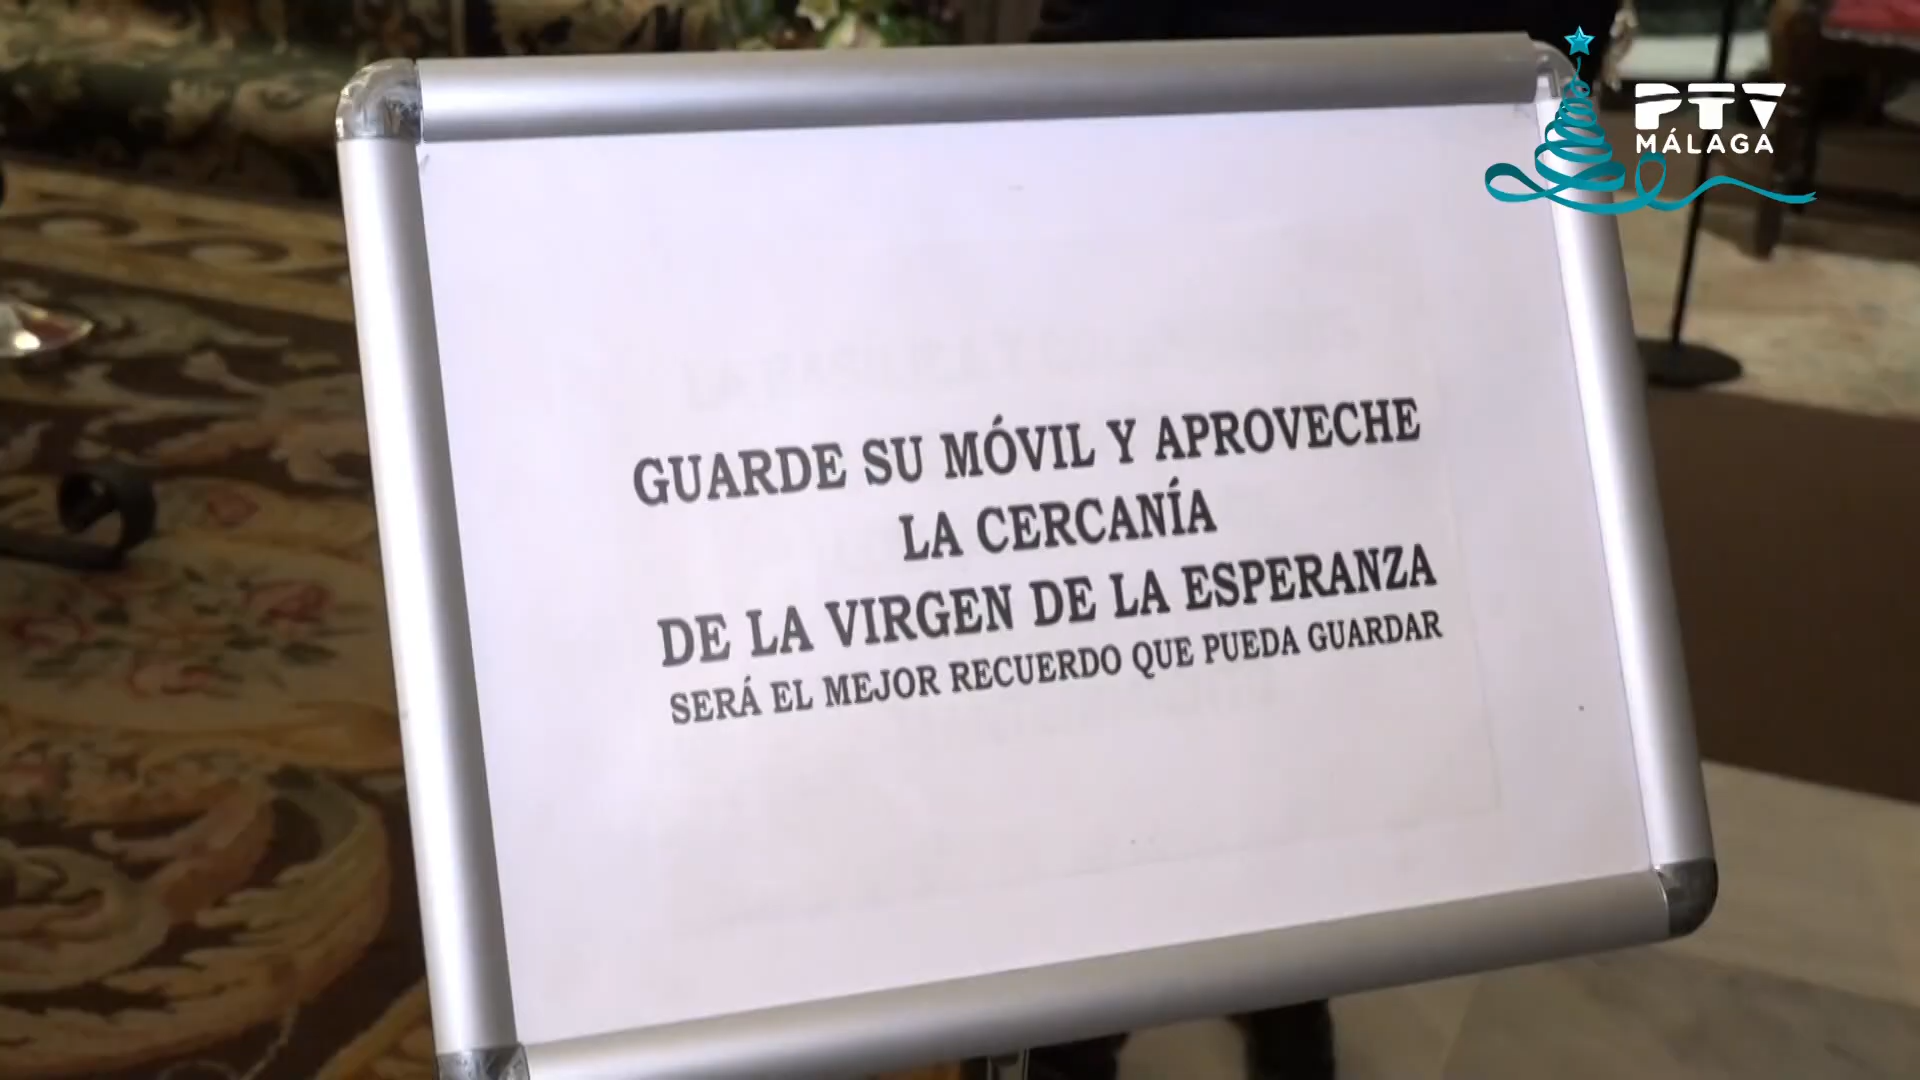 PTV
MÁLAGA
GUARDE SU MÓVIL Y APROVECHE
LA CERCANÍA
DE LA VIRGEN DE LA ESPERANZA
SERÁ EL MEJOR RECUERDO QUE PUEDA GUARDAR